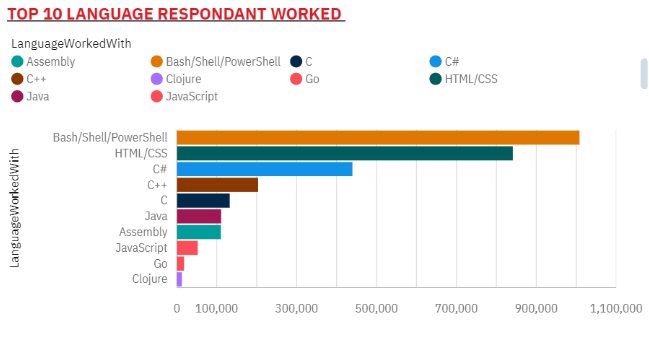 TOP 10 LANGUAGE RESPONDANT WORKED
LanguageWorkedWith
Assembly Bash/Shell/PowerShell C C#
C++ Clojure Go HTML/CSS
Java JavaScript
LanguageWorkedWith
Bash/Shell/PowerShell
HTML/CSS
C#
C++
C
Java
Assembly
JavaScript
Go
Clojure
0 100,000 300,000 500,000 700,000 900,000 1,100,000